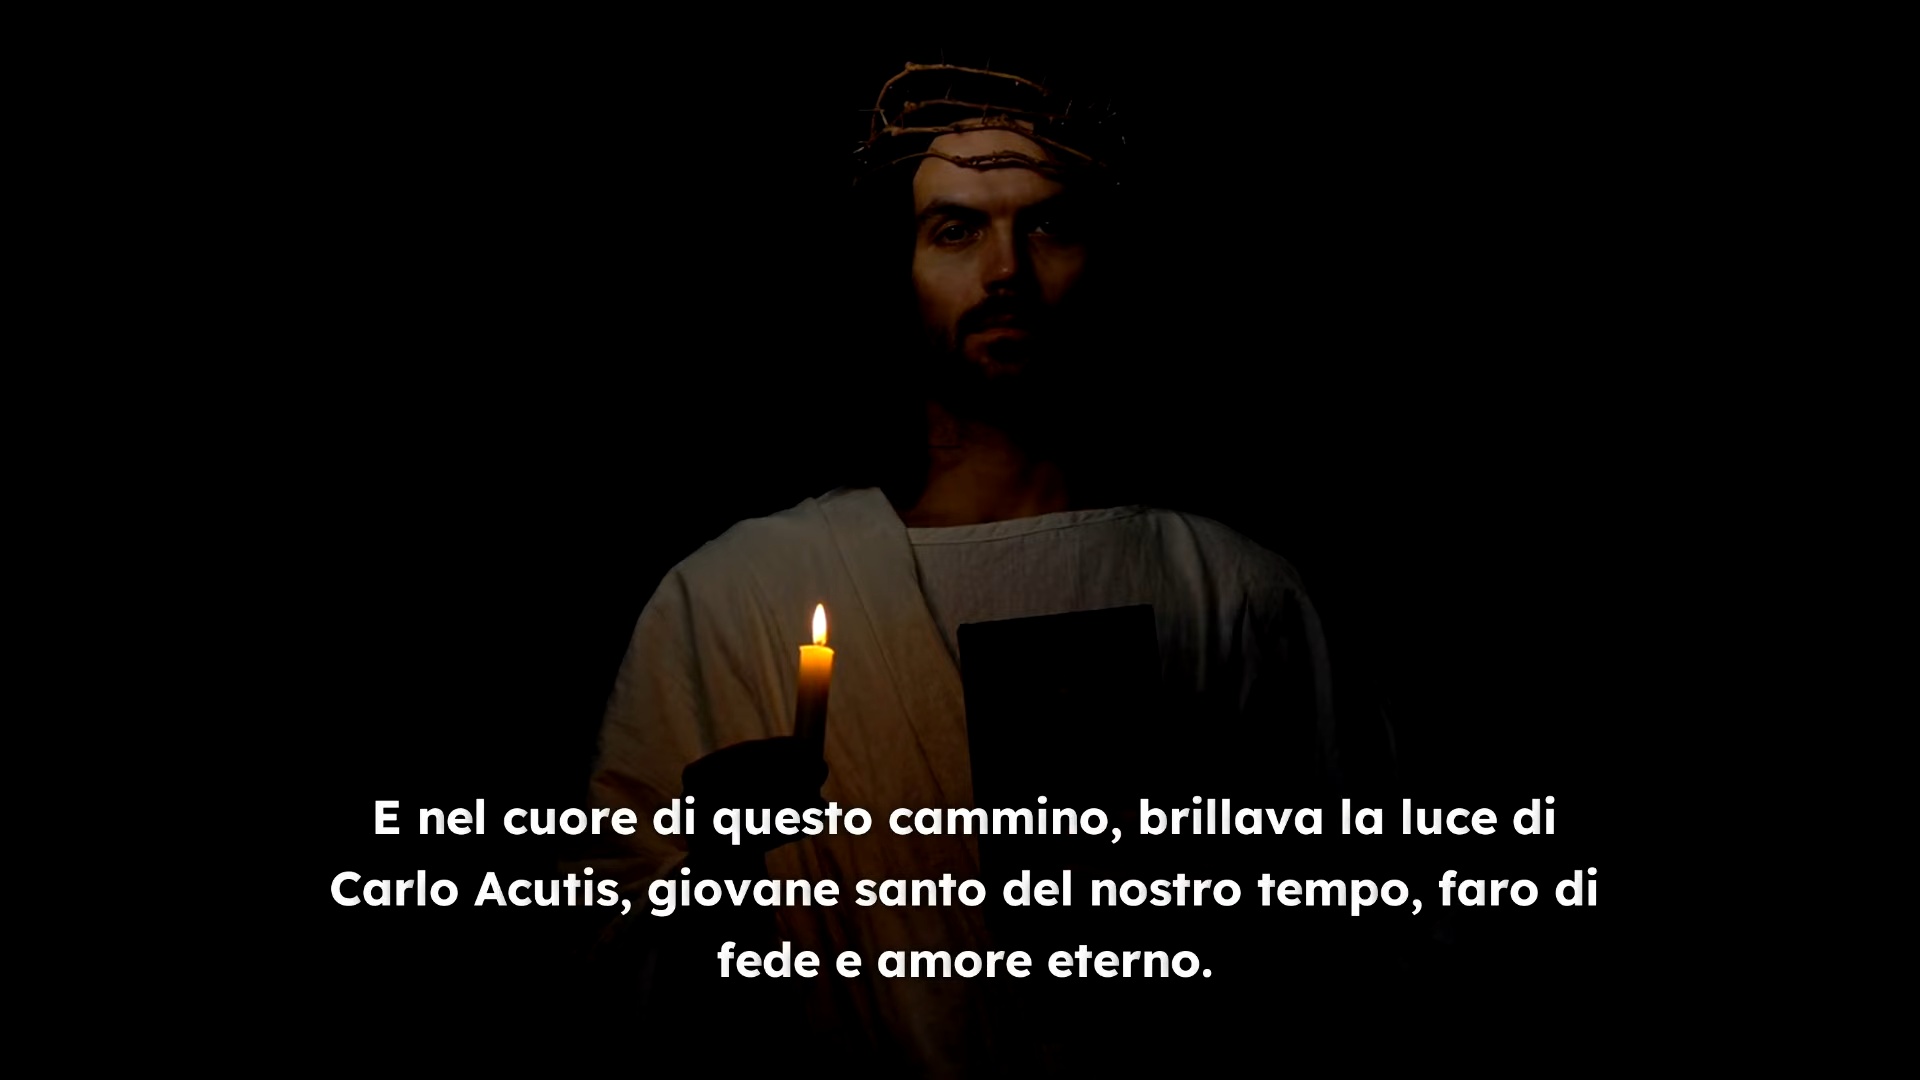 E nel cuore di questo cammino, brillava la luce di
Carlo Acutis, giovane santo del nostro tempo, faro di
fede e amore eterno.